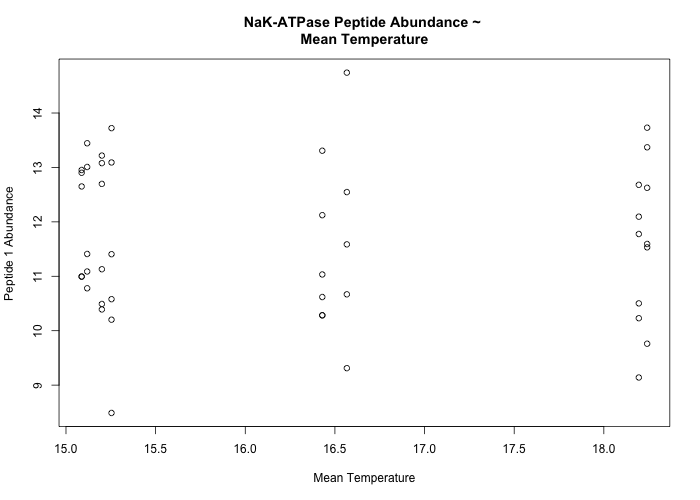 NaK-ATPase Peptide Abundance ~
Mean Temperature
Peptide 1 Abundance
14
13
12
11
10
9
15.0 15.5 16.0 16.5 17.0 17.5 18.0
Mean Temperature